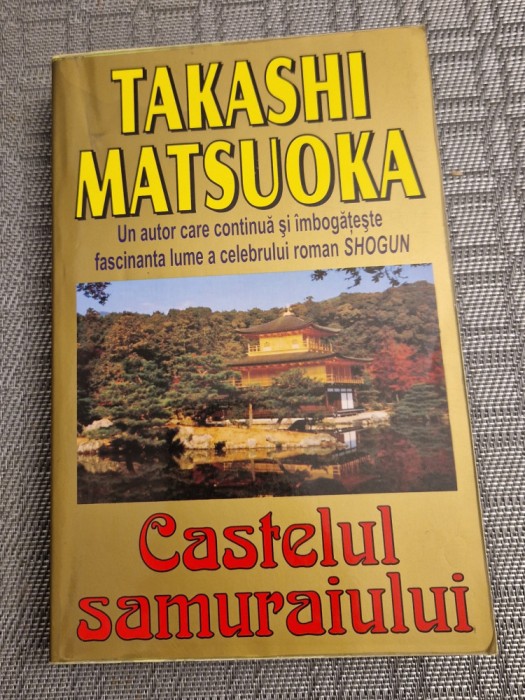 TAKASHI
MATSUOKA
Un autor care continuă şi îmbogăţeşte
fascinanta lume a celebrului roman SHOGUN
Castelul
samuraiului